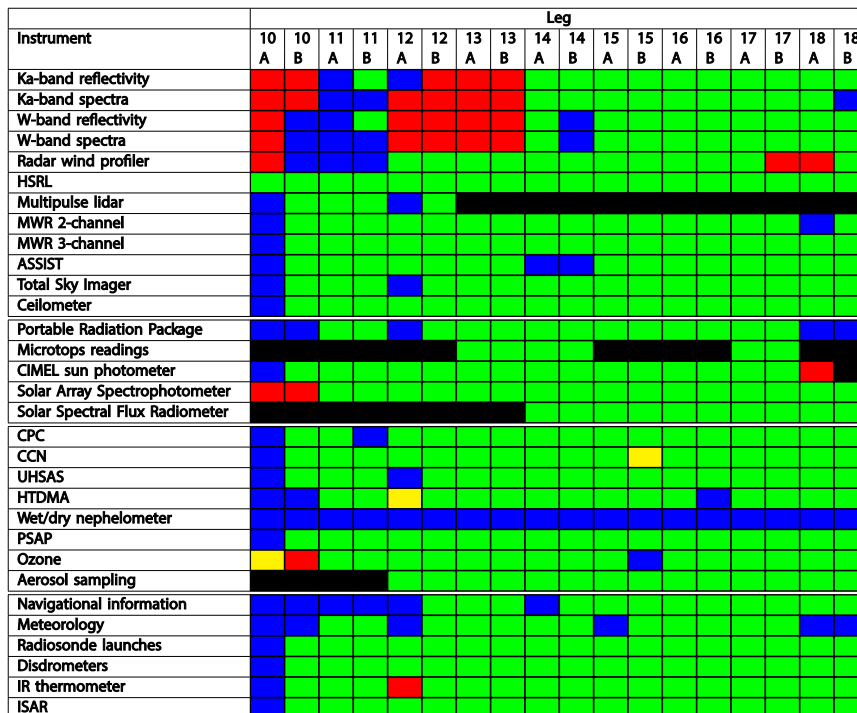 Leg
Instrument 10 10 11 11 12 12 13 13 14 14 15 15 16 16 17 17 18 18
A B A B A B A B A B A B A B A B A B
Ka-band reflectivity
Ka-band spectra
W-band reflectivity
W-band spectra
Radar wind profiler
HSRL
Multipulse lidar
MWR 2-channel
MWR 3-channel
ASSIST
Total Sky Imager
Ceilometer
Portable Radiation Package
Microtops readings
CIMEL sun photometer
Solar Array Spectrophotometer
Solar Spectral Flux Radiometer
CPC
CCN
UHSAS
HTDMA
Wet/dry nephelometer
PSAP
Ozone
Aerosol sampling
Navigational information
Meteorology
Radiosonde launches
Disdrometers
IR thermometer
ISAR